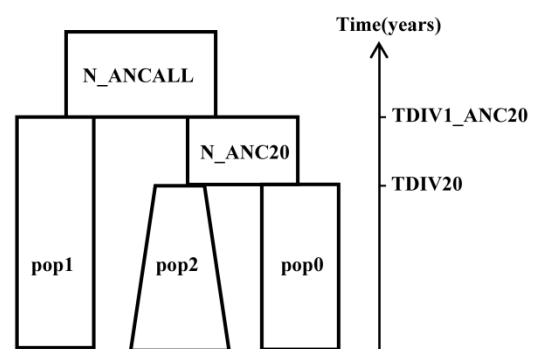 Time(years)
N_ANCALL
TDIV1_ANC20
N_ANC20
TDIV20
pop1
pop2
pop0